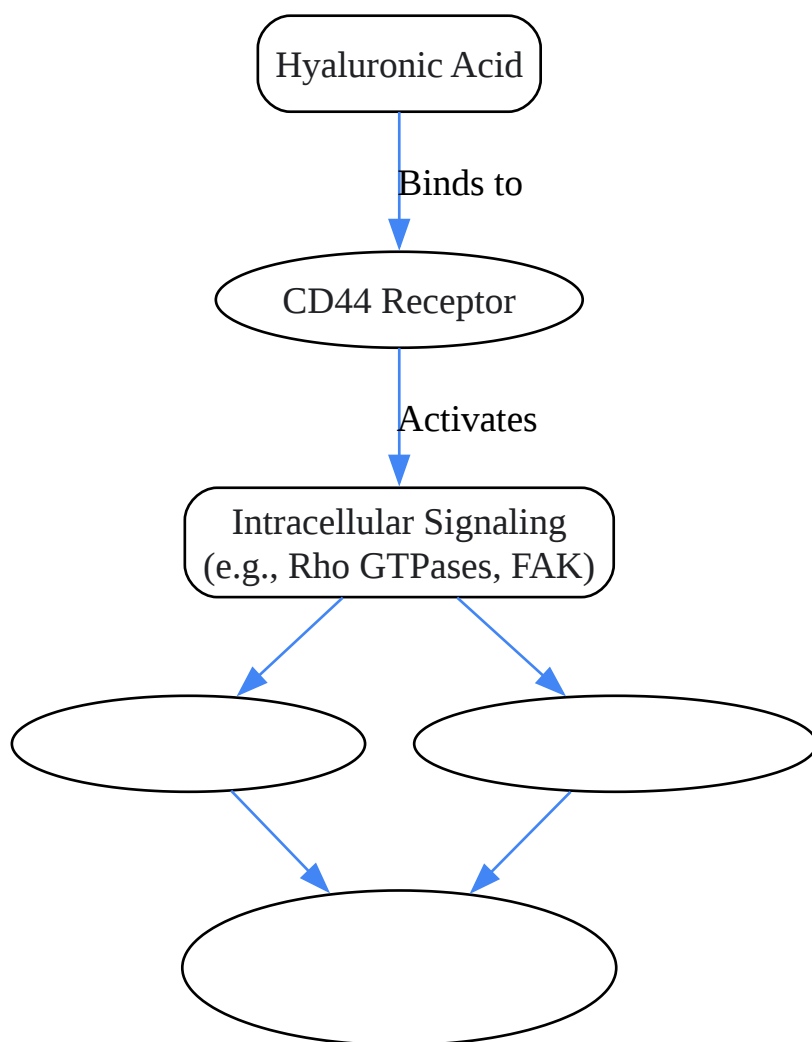 Hyaluronic Acid
Binds to
CD44 Receptor
Activates
Intracellular Signaling
(e.g., Rho GTPases, FAK)